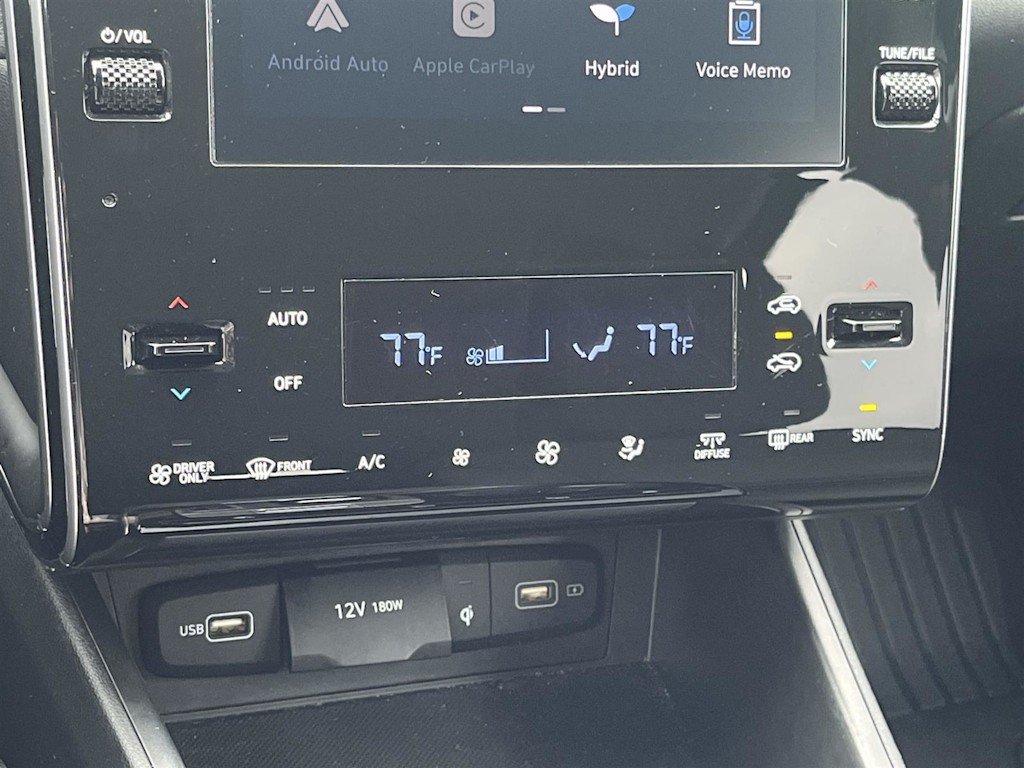 ⏻/VOL
Android Auto
Apple CarPlay
Hybrid
Voice Memo
TUNE/FILE
AUTO
OFF
77°F
77°F
DRIVER
ONLY
FRONT
A/C
DIFFUSE
REAR
SYNC
USB
12V 180W